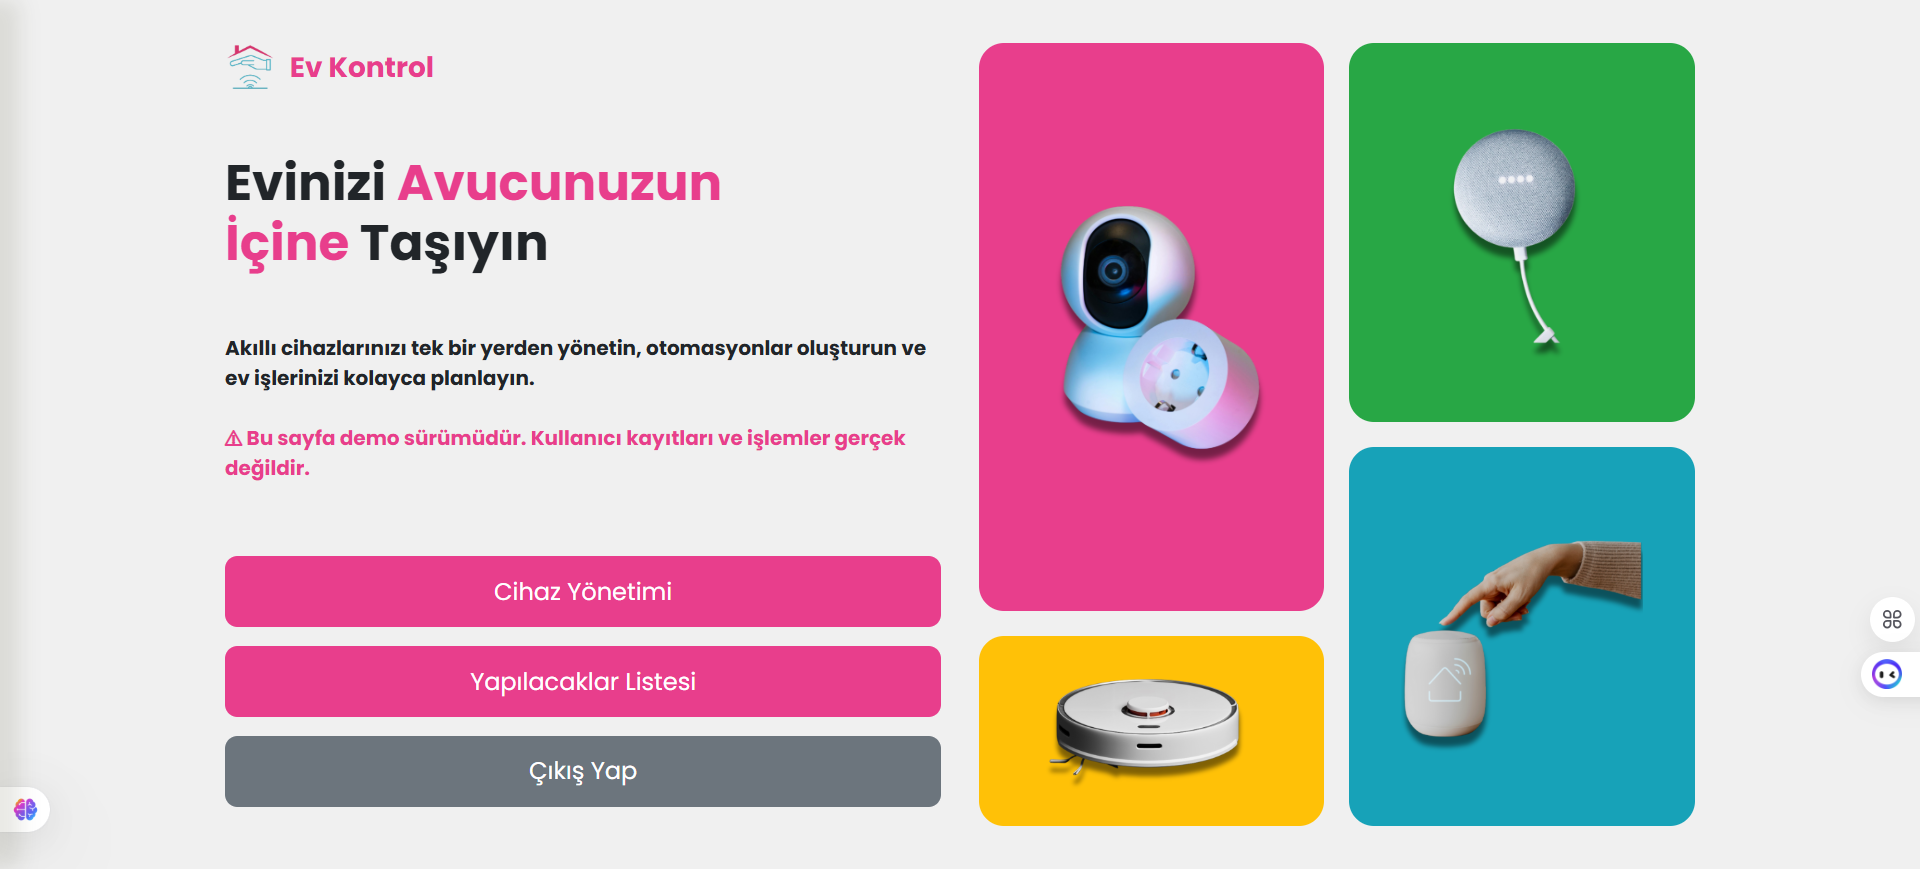 Ev Kontrol
Evinizi Avucunuzun
İçine Taşıyın
Akıllı cihazlarınızı tek bir yerden yönetin, otomasyonlar oluşturun ve
ev işlerinizi kolayca planlayın.
⚠ Bu sayfa demo sürümüdür. Kullanıcı kayıtları ve işlemler gerçek
değildir.
Cihaz Yönetimi
Yapılacaklar Listesi
Çıkış Yap